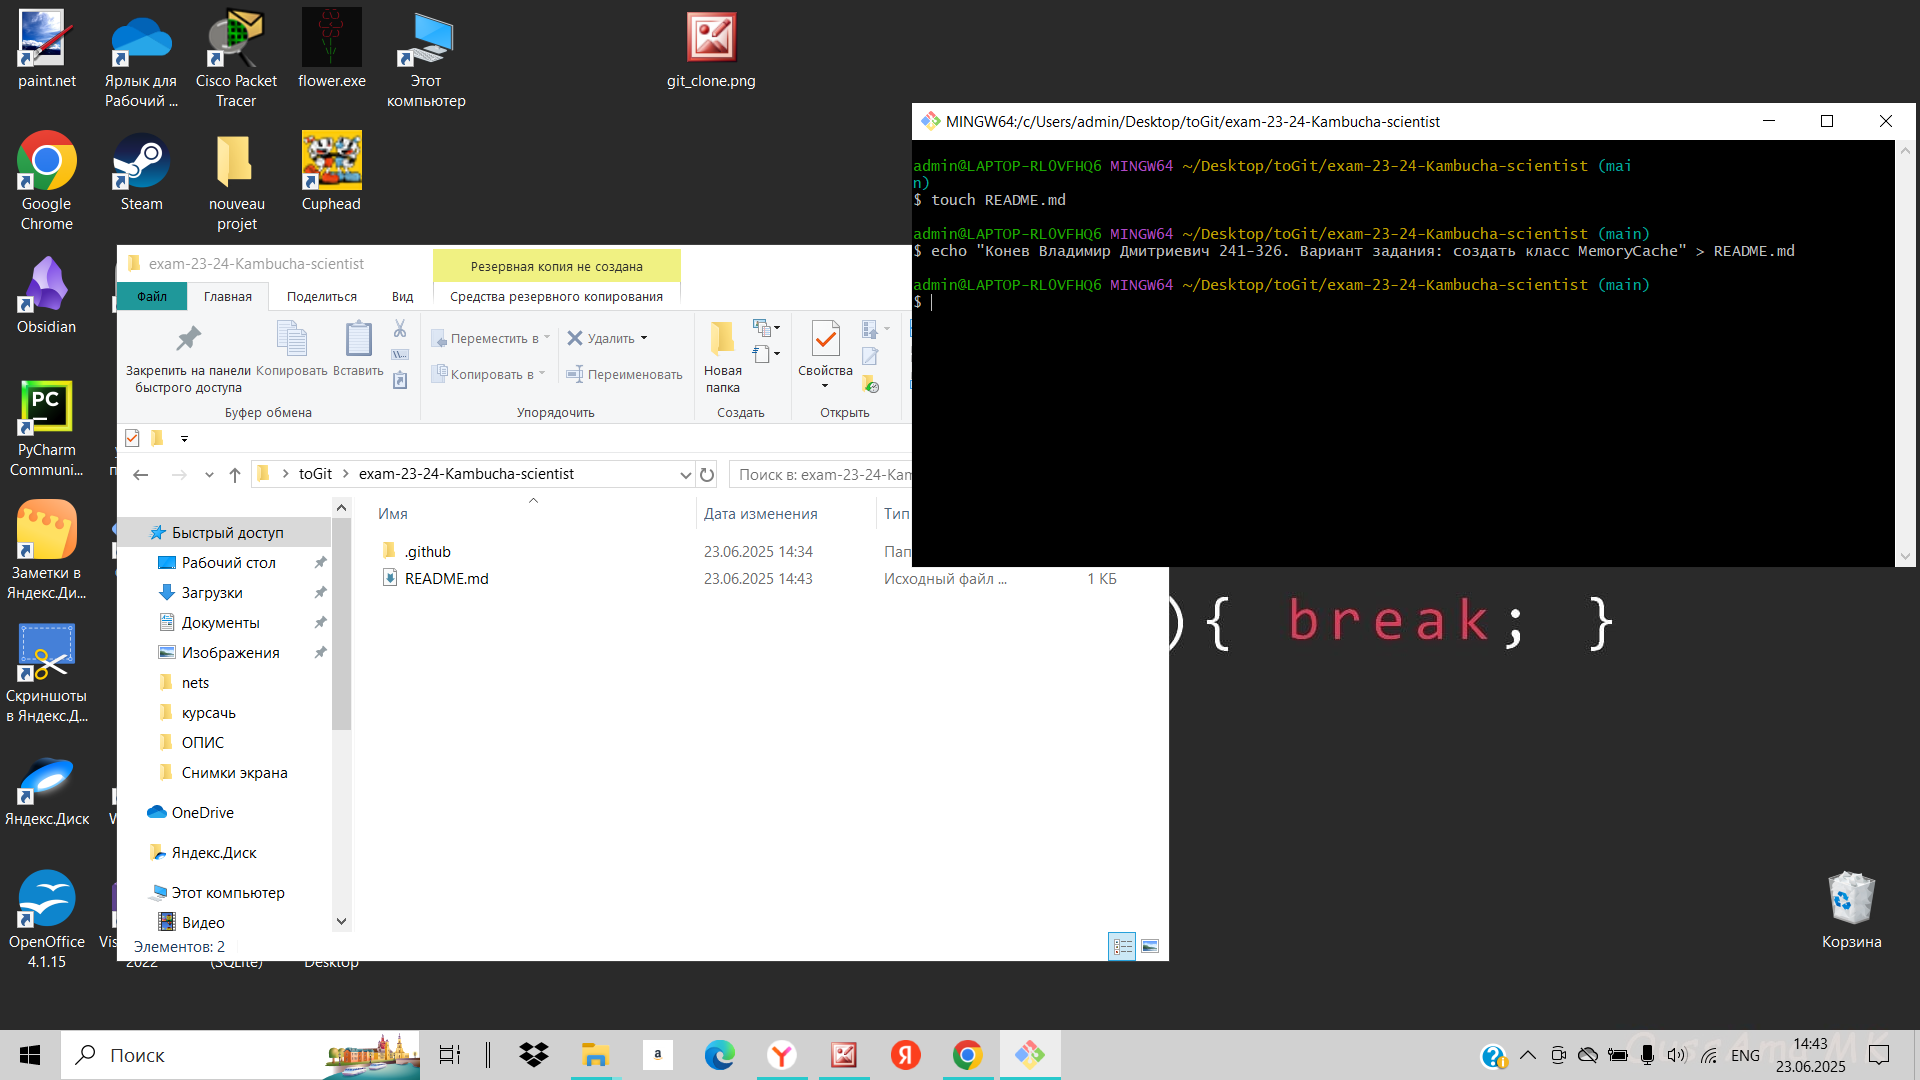 paint.net
Ярлык для
Рабочий ...
Cisco Packet
Tracer
flower.exe
Этот
компьютер
git_clone.png
Google
Chrome
Steam
nouveau
projet
Cuphead
Obsidian
PyCharm
Communi...
Заметки в
Яндекс.Ди...
Скриншоты
в Яндекс.Д...
Яндекс.Диск
OpenOffice
4.1.15
Vis
2022
(SQLite)
Desktop
Корзина
MINGW64:/c/Users/admin/Desktop/toGit/exam-23-24-Kambucha-scientist
admin@LAPTOP-RL0VFHQ6 MINGW64 ~/Desktop/toGit/exam-23-24-Kambucha-scientist (mai
n)
$ touch README.md
admin@LAPTOP-RL0VFHQ6 MINGW64 ~/Desktop/toGit/exam-23-24-Kambucha-scientist (main)
$ echo "Конев Владимир Дмитриевич 241-326. Вариант задания: создать класс MemoryCache" > README.md
admin@LAPTOP-RL0VFHQ6 MINGW64 ~/Desktop/toGit/exam-23-24-Kambucha-scientist (main)
$
exam-23-24-Kambucha-scientist
Резервная копия не создана
Файл
Главная
Поделиться
Вид
Средства резервного копирования
Закрепить на панели
быстрого доступа
Копировать
Вставить
Буфер обмена
Переместить в
Копировать в
Удалить
Переименовать
Упорядочить
Новая
папка
Создать
Свойства
Открыть
toGit
exam-23-24-Kambucha-scientist
Поиск в: exam-23-24-Kam
Имя
Дата изменения
Тип
.github
23.06.2025 14:34
Пап
README.md
23.06.2025 14:43
Исходный файл ...
1 КБ
Быстрый доступ
Рабочий стол
Загрузки
Документы
Изображения
nets
курсачь
ОПИС
Снимки экрана
OneDrive
Яндекс.Диск
Этот компьютер
Видео
Элементов: 2
){ break; }
Поиск
ENG
14:43
23.06.2025